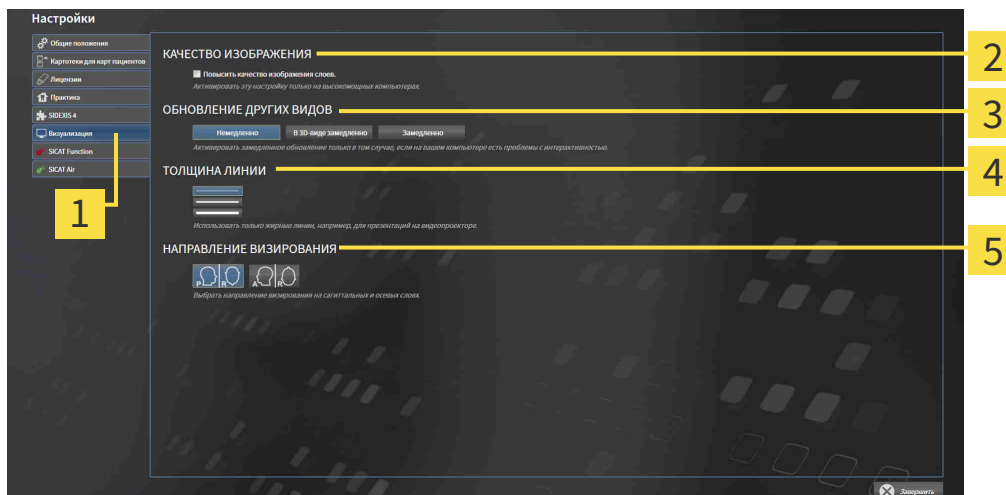 Настройки
Общие положения
Картотеки для карт пациентов
Лицензии
Практика
SIDEXIS 4
Визуализация
SICAT Function
SICAT Air
1
КАЧЕСТВО ИЗОБРАЖЕНИЯ
2
Повысить качество изображения слоев.
Активировать эту настройку только на высокомощных компьютерах.
ОБНОВЛЕНИЕ ДРУГИХ ВИДОВ
3
Немедленно В 3D-виде замедленно Замедленно
Активировать замедленное обновление только в том случае, если на вашем компьютере есть проблемы с интерактивностью.
ТОЛЩИНА ЛИНИИ
4
Использовать только жирные линии, например, для презентаций на видеопроекторе.
НАПРАВЛЕНИЕ ВИЗИРОВАНИЯ
5
P R A R
Выбрать направление визирования на сагиттальных и осевых слоях.
Завершить